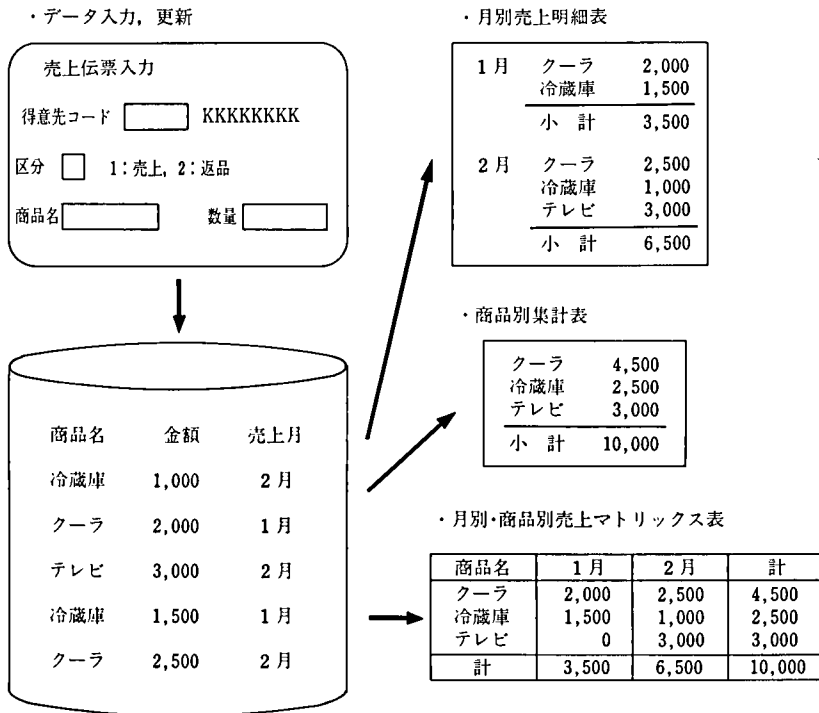 ・データ入力，更新
売上伝票入力
得意先コード KKKKKKKK
区分 1：売上，2：返品
商品名 数量
商品名 金額 売上月
冷蔵庫 1,000 2月
クーラ 2,000 1月
テレビ 3,000 2月
冷蔵庫 1,500 1月
クーラ 2,500 2月
・月別売上明細表
1月 クーラ 2,000
冷蔵庫 1,500
小 計 3,500
2月 クーラ 2,500
冷蔵庫 1,000
テレビ 3,000
小 計 6,500
・商品別集計表
クーラ 4,500
冷蔵庫 2,500
テレビ 3,000
小 計 10,000
・月別・商品別売上マトリックス表
商品名 1月 2月 計
クーラ 2,000 2,500 4,500
冷蔵庫 1,500 1,000 2,500
テレビ 0 3,000 3,000
計 3,500 6,500 10,000